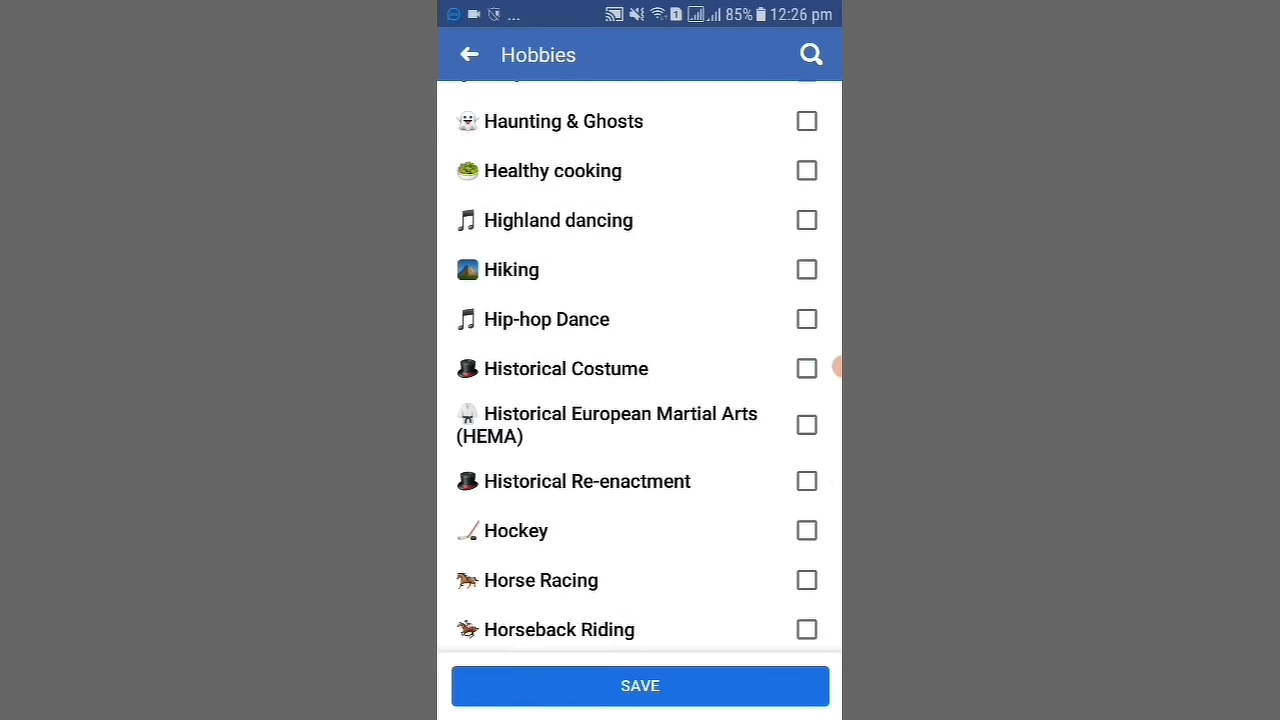 ... 1 85% 12:26 pm
Hobbies
Haunting & Ghosts
Healthy cooking
Highland dancing
Hiking
Hip-hop Dance
Historical Costume
Historical European Martial Arts
(HEMA)
Historical Re-enactment
Hockey
Horse Racing
Horseback Riding
SAVE